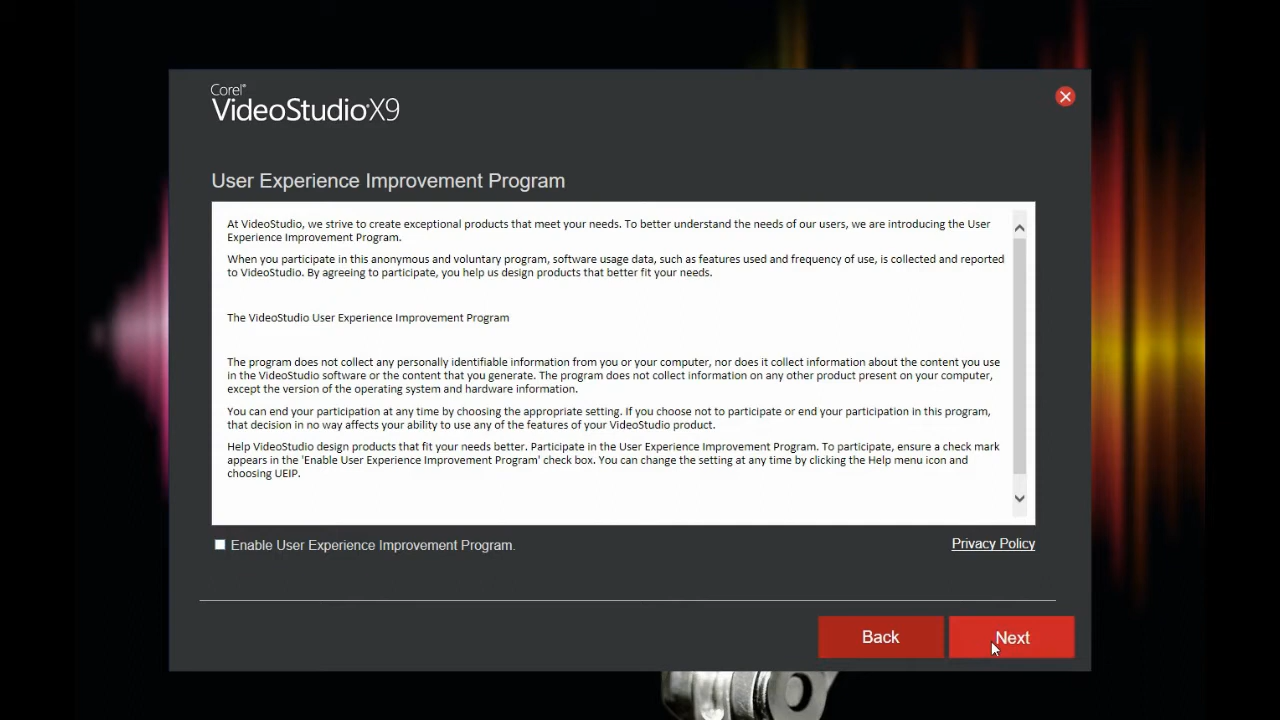 Corel®
VideoStudio®X9
User Experience Improvement Program
At VideoStudio, we strive to create exceptional products that meet your needs. To better understand the needs of our users, we are introducing the User
Experience Improvement Program.
When you participate in this anonymous and voluntary program, software usage data, such as features used and frequency of use, is collected and reported
to VideoStudio. By agreeing to participate, you help us design products that better fit your needs.
The VideoStudio User Experience Improvement Program
The program does not collect any personally identifiable information from you or your computer, nor does it collect information about the content you use
in the VideoStudio software or the content that you generate. The program does not collect information on any other product present on your computer,
except the version of the operating system and hardware information.
You can end your participation at any time by choosing the appropriate setting. If you choose not to participate or end your participation in this program,
that decision in no way affects your ability to use any of the features of your VideoStudio product.
Help VideoStudio design products that fit your needs better. Participate in the User Experience Improvement Program. To participate, ensure a check mark
appears in the 'Enable User Experience Improvement Program' check box. You can change the setting at any time by clicking the Help menu icon and
choosing UEIP.
Enable User Experience Improvement Program.
Privacy Policy
Back
Next